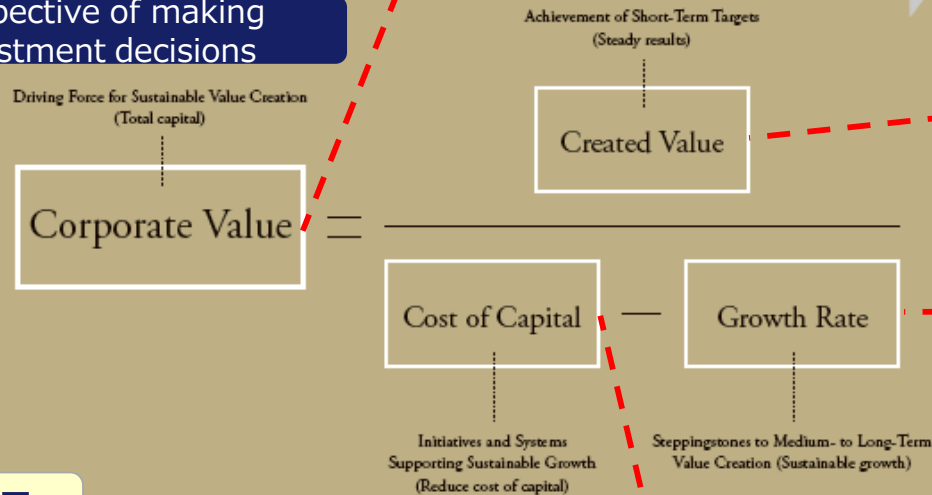 pective of making
stment decisions
Achievement of Short-Term Targets
(Steady results)
Driving Force for Sustainable Value Creation
(Total capital)
Created Value
Corporate Value =
Cost of Capital — Growth Rate
Initiatives and Systems
Supporting Sustainable Growth
(Reduce cost of capital)
Steppingstones to Medium- to Long-Term
Value Creation (Sustainable growth)